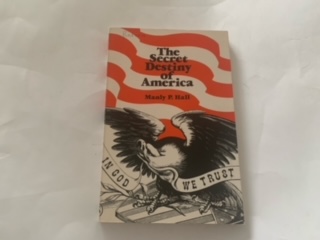 The
Secret
Destiny
of
America
Manly P. Hall
IN GOD
WE TRUST